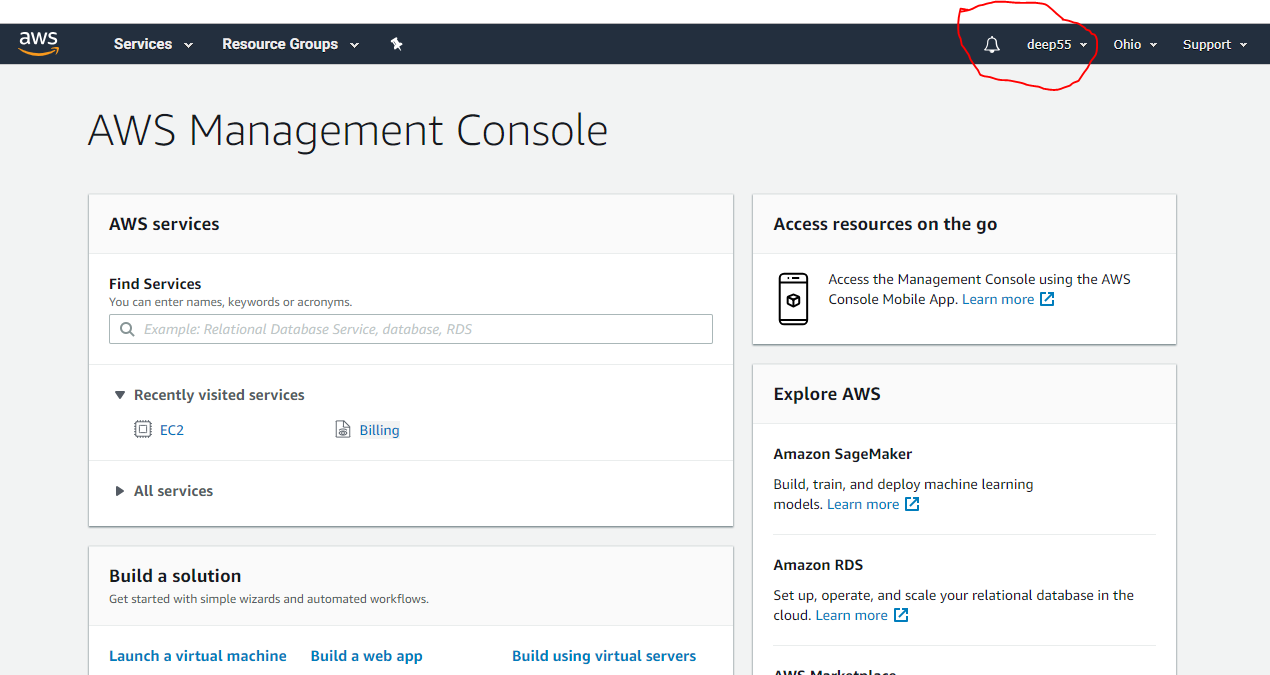 aws Services Resource Groups deep55 Ohio Support
AWS Management Console
AWS services
Find Services
You can enter names, keywords or acronyms.
Example: Relational Database Service, database, RDS
Recently visited services
EC2 Billing
All services
Build a solution
Get started with simple wizards and automated workflows.
Launch a virtual machine Build a web app Build using virtual servers
Access resources on the go
Access the Management Console using the AWS
Console Mobile App. Learn more
Explore AWS
Amazon SageMaker
Build, train, and deploy machine learning
models. Learn more
Amazon RDS
Set up, operate, and scale your relational database in the
cloud. Learn more
AWS Marketplace